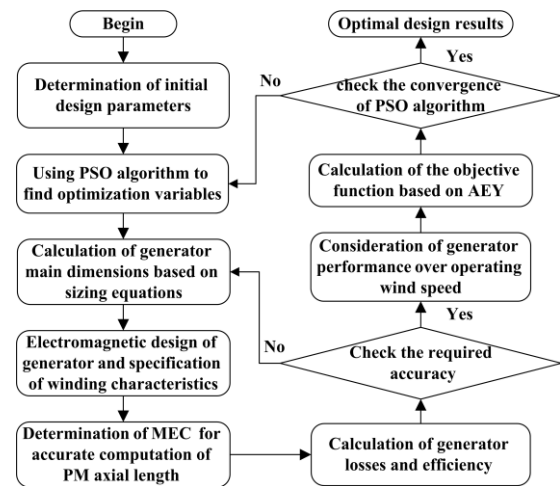 Begin
Determination of initial
design parameters
Using PSO algorithm to
find optimization variables
Calculation of generator
main dimensions based on
sizing equations
Electromagnetic design of
generator and specification
of winding characteristics
Determination of MEC for
accurate computation of
PM axial length
Calculation of generator
losses and efficiency
Check the required
accuracy
No
Yes
Consideration of generator
performance over operating
wind speed
Calculation of the objective
function based on AEY
check the convergence
of PSO algorithm
No
Yes
Optimal design results